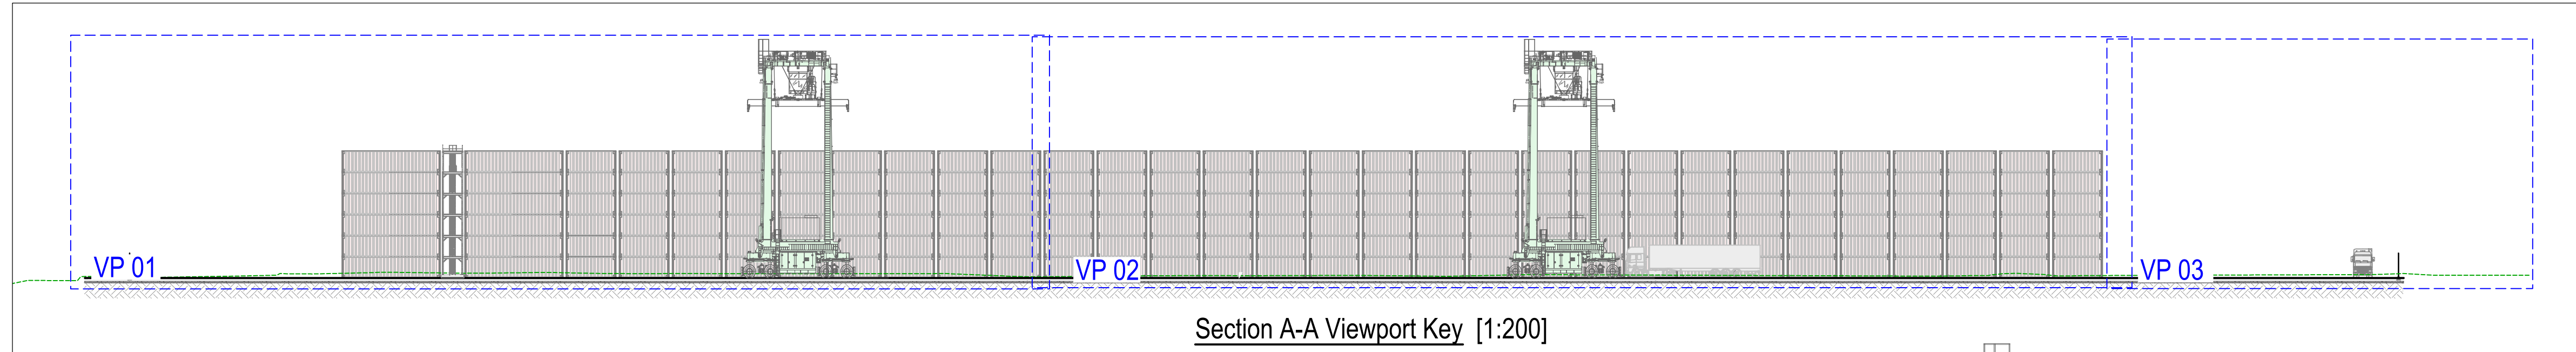 VP 01
VP 02
VP 03
Section A-A Viewport Key [1:200]